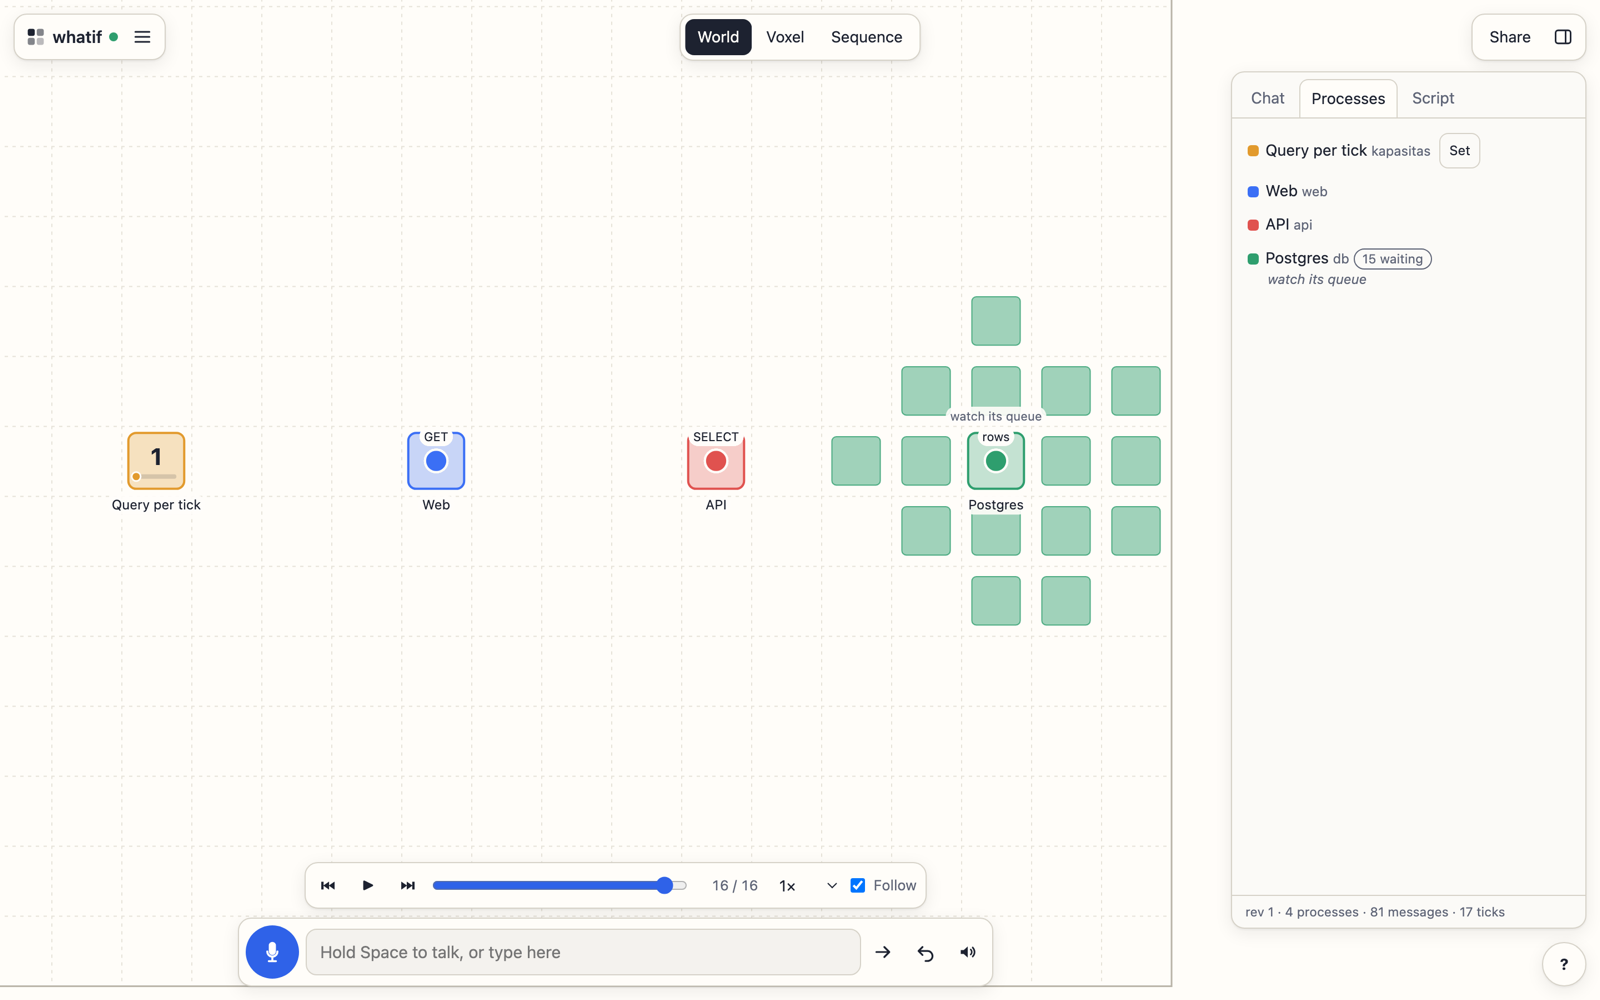 whatif
World Voxel Sequence
Share
Chat Processes Script
Query per tick kapasitas Set
Web web
API api
Postgres db 15 waiting
watch its queue
watch its queue
GET
SELECT
rows
1
Query per tick
Web
API
Postgres
16 / 16 1x Follow
Hold Space to talk, or type here
rev 1 · 4 processes · 81 messages · 17 ticks
?